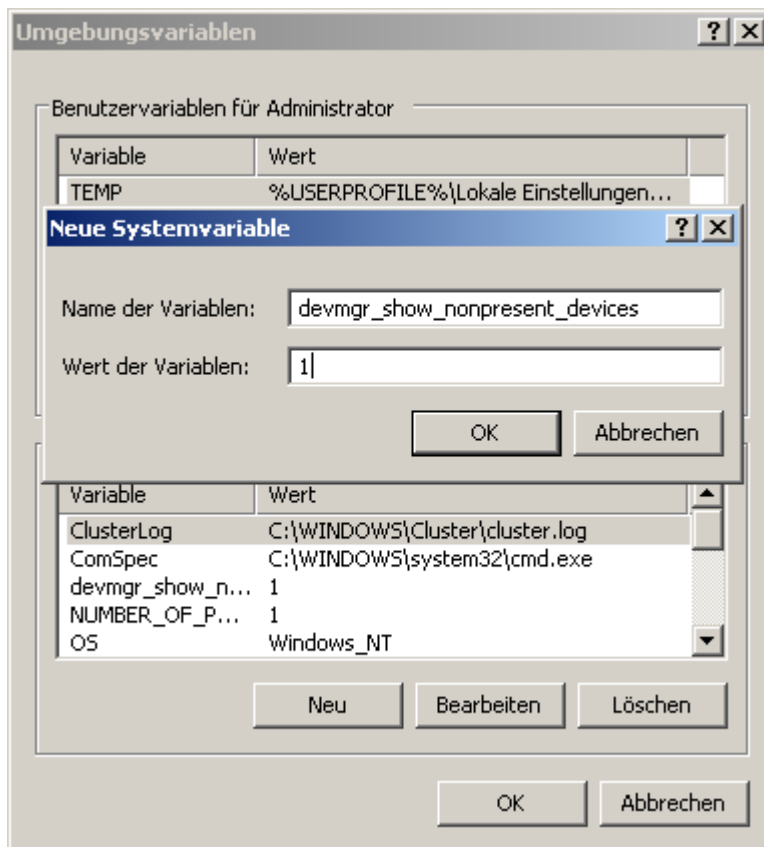 Umgebungsvariablen
Benutzervariablen für Administrator
Variable Wert
TEMP %USERPROFILE%\Lokale Einstellungen...
Neue Systemvariable
Name der Variablen: devmgr_show_nonpresent_devices
Wert der Variablen: 1
OK Abbrechen
Variable Wert
ClusterLog C:\WINDOWS\Cluster\cluster.log
ComSpec C:\WINDOWS\system32\cmd.exe
devmgr_show_n... 1
NUMBER_OF_P... 1
OS Windows_NT
Neu Bearbeiten Löschen
OK Abbrechen